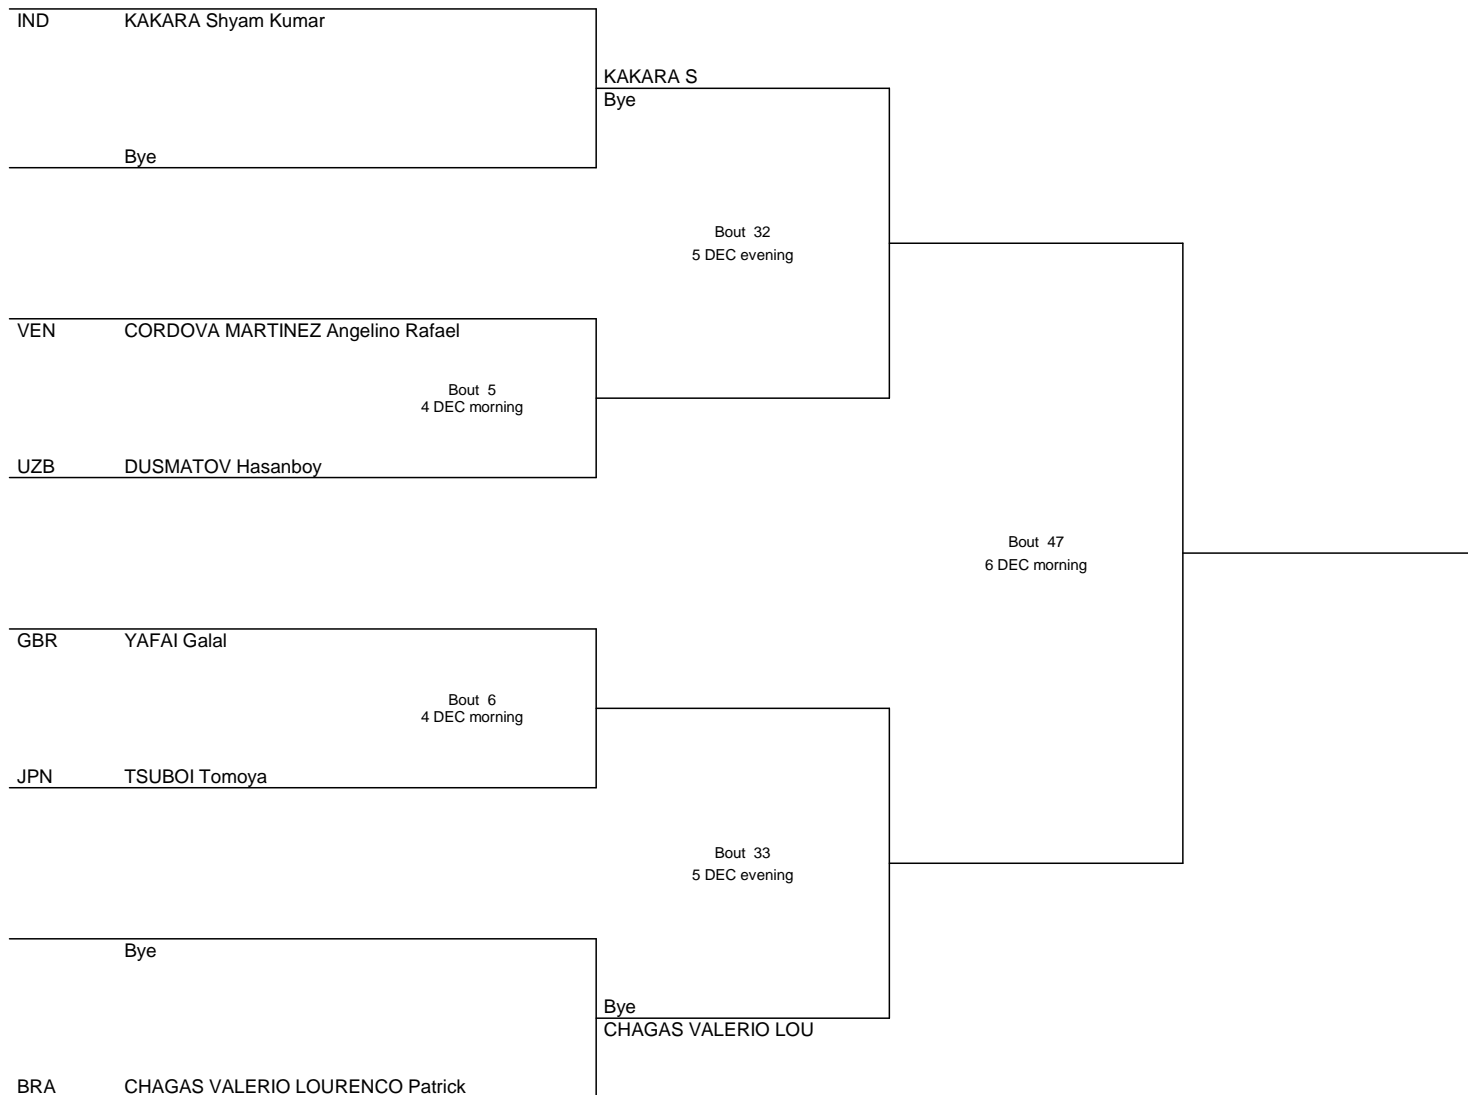 IND KAKARA Shyam Kumar
KAKARA S
Bye
Bye
Bout 32
5 DEC evening
VEN CORDOVA MARTINEZ Angelino Rafael
Bout 5
4 DEC morning
UZB DUSMATOV Hasanboy
Bout 47
6 DEC morning
GBR YAFAI Galal
Bout 6
4 DEC morning
JPN TSUBOI Tomoya
Bout 33
5 DEC evening
Bye
Bye
CHAGAS VALERIO LOU
BRA CHAGAS VALERIO LOURENCO Patrick